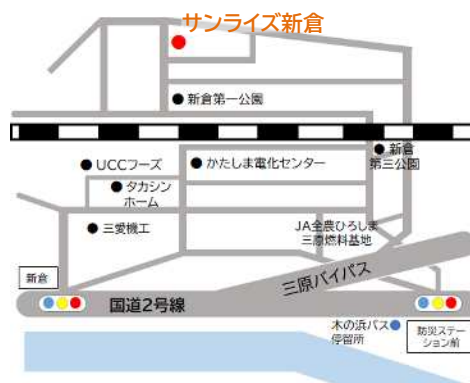 サンライズ新倉
新倉第一公園
新倉
第三公園
UCCフーズ
かたしま電化センター
タカシン
ホーム
三愛機工
JA全農ひろしま
三原燃料基地
三原バイパス
新倉
国道2号線
木の浜バス
停留所
防災ステー
ション前